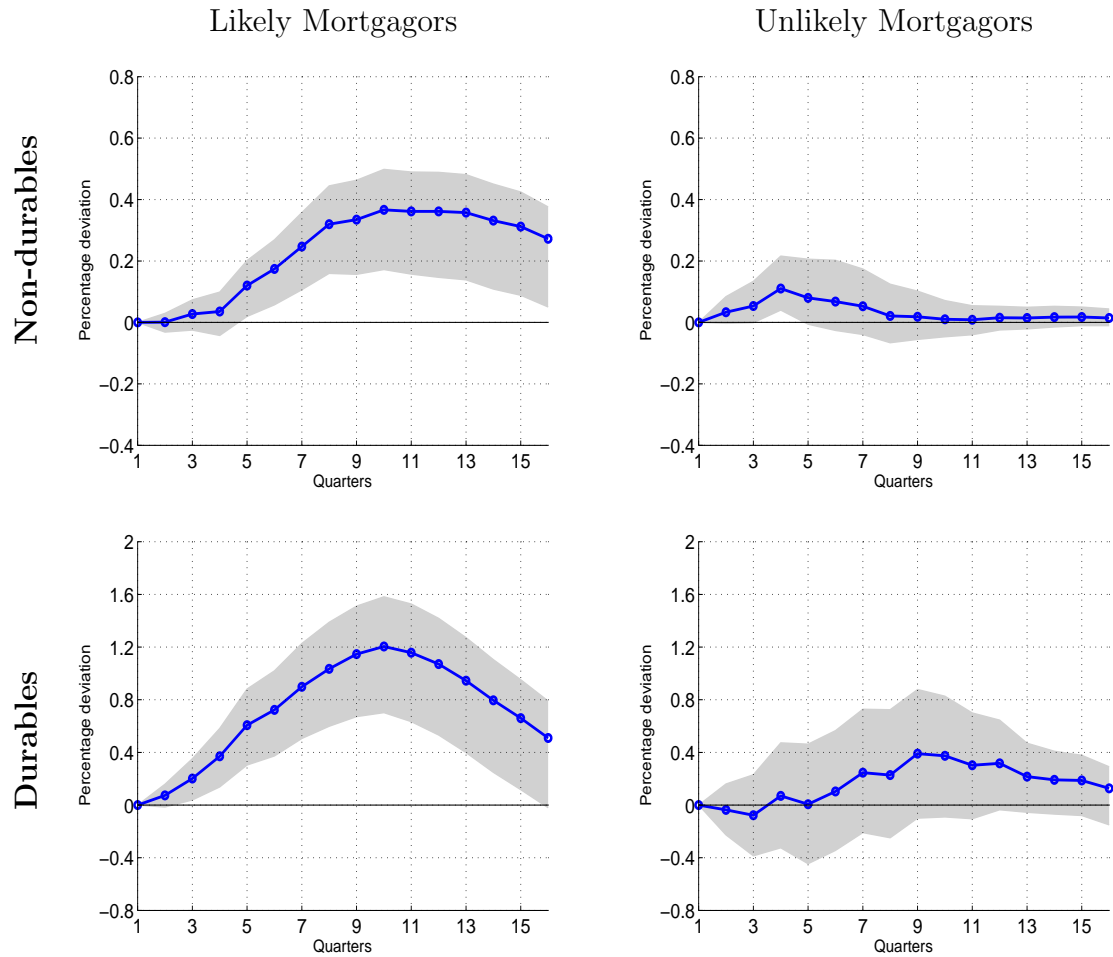 Likely Mortgagors
Unlikely Mortgagors
Non-durables
Percentage deviation
0.8
0.6
0.4
0.2
0
−0.2
−0.4
1 3 5 7 9 11 13 15
Quarters
Percentage deviation
0.8
0.6
0.4
0.2
0
−0.2
−0.4
1 3 5 7 9 11 13 15
Quarters
Durables
Percentage deviation
2
1.6
1.2
0.8
0.4
0
−0.4
−0.8
1 3 5 7 9 11 13 15
Quarters
Percentage deviation
2
1.6
1.2
0.8
0.4
0
−0.4
−0.8
1 3 5 7 9 11 13 15
Quarters